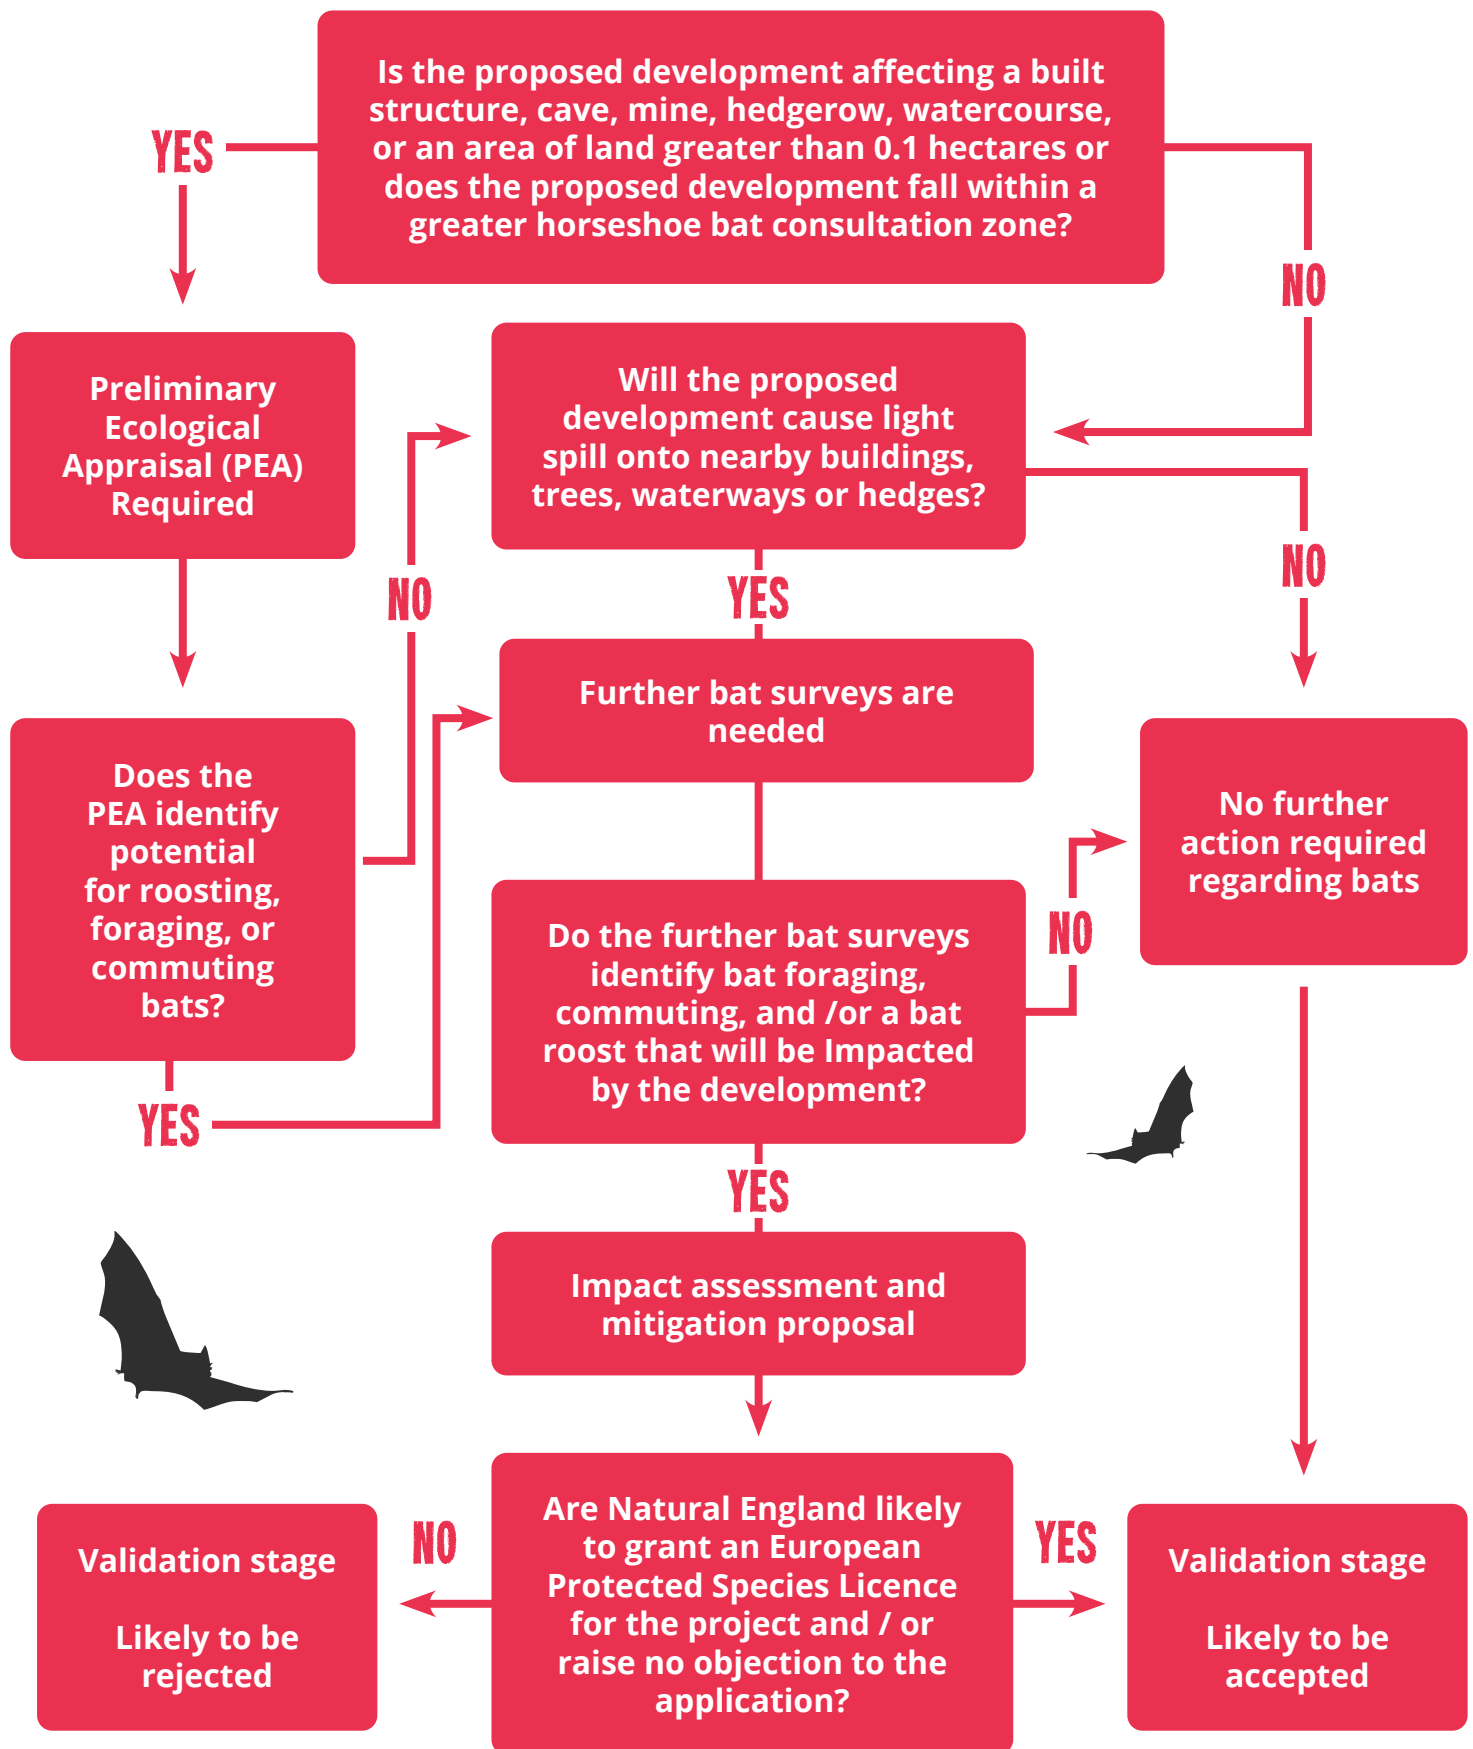 Is the proposed development affecting a built
structure, cave, mine, hedgerow, watercourse,
or an area of land greater than 0.1 hectares or
does the proposed development fall within a
greater horseshoe bat consultation zone?
YES
NO
Preliminary
Ecological
Appraisal (PEA)
Required
Will the proposed
development cause light
spill onto nearby buildings,
trees, waterways or hedges?
NO
YES
NO
Further bat surveys are
needed
Does the
PEA identify
potential
for roosting,
foraging, or
commuting
bats?
YES
No further
action required
regarding bats
Do the further bat surveys
identify bat foraging,
commuting, and /or a bat
roost that will be Impacted
by the development?
NO
YES
Impact assessment and
mitigation proposal
Are Natural England likely
to grant an European
Protected Species Licence
for the project and / or
raise no objection to the
application?
NO
YES
Validation stage
Likely to be
rejected
Validation stage
Likely to be
accepted